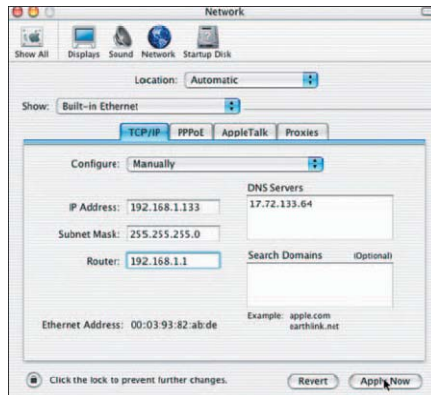 Network
Show All Displays Sound Network Startup Disk
Location: Automatic
Show: Built-in Ethernet
TCP/IP PPPoE AppleTalk Proxies
Configure: Manually
DNS Servers
IP Address: 192.168.1.133 17.72.133.64
Subnet Mask: 255.255.255.0
Router: 192.168.1.1 Search Domains (Optional)
Ethernet Address: 00:03:93:82:ab:de Example: apple.com
earthlink.net
Click the lock to prevent further changes. Revert Apply Now